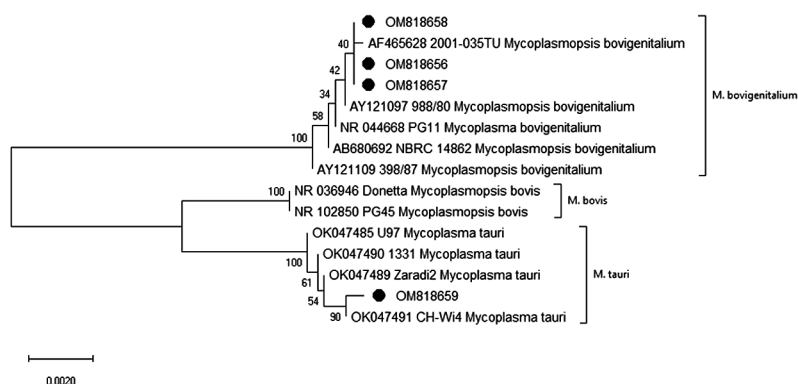 OM818658
40
AF465628 2001-035TU Mycoplasmopsis bovigenitalium
OM818656
42
OM818657
34
AY121097 988/80 Mycoplasmopsis bovigenitalium
M. bovigenitalium
58
NR 044668 PG11 Mycoplasma bovigenitalium
100
AB680692 NBRC 14862 Mycoplasmopsis bovigenitalium
AY121109 398/87 Mycoplasmopsis bovigenitalium
100
NR 036946 Donetta Mycoplasmopsis bovis
M. bovis
NR 102850 PG45 Mycoplasmopsis bovis
OK047485 U97 Mycoplasma tauri
OK047490 1331 Mycoplasma tauri
100
OK047489 Zaradi2 Mycoplasma tauri
M. tauri
61
OM818659
54
90
OK047491 CH-Wi4 Mycoplasma tauri
0.0020